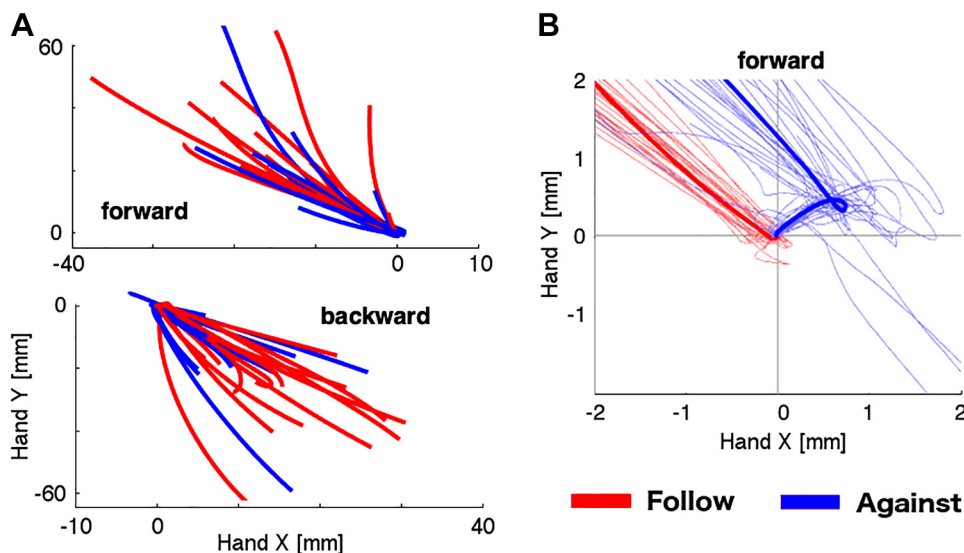 A
60
Hand Y [mm]
0
forward
-40
0
10
0
backward
-60
-10
0
40
Hand X [mm]
B
forward
2
1
Hand Y [mm]
0
-1
-2
-1
0
1
2
Hand X [mm]
Follow
Against